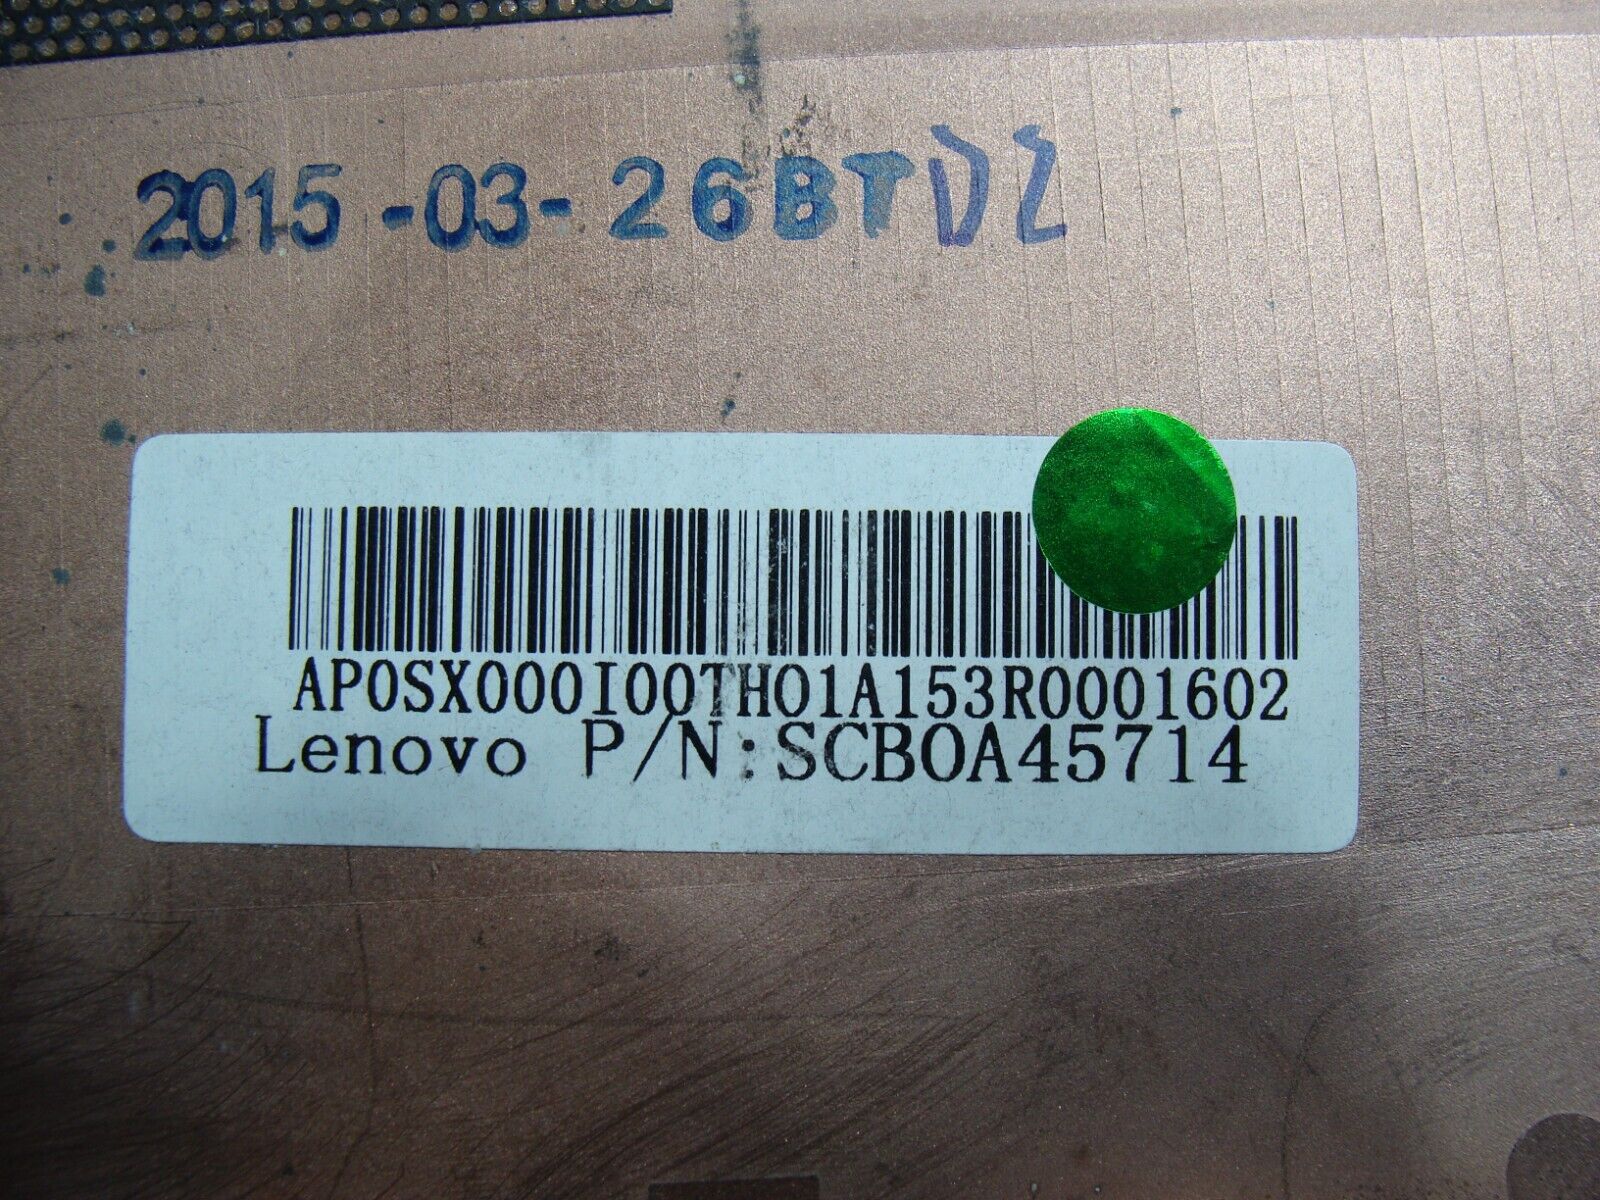 2015-03-26BTDZ
AP0SX000I00TH01A153R0001602
Lenovo P/N:SCB0A45714